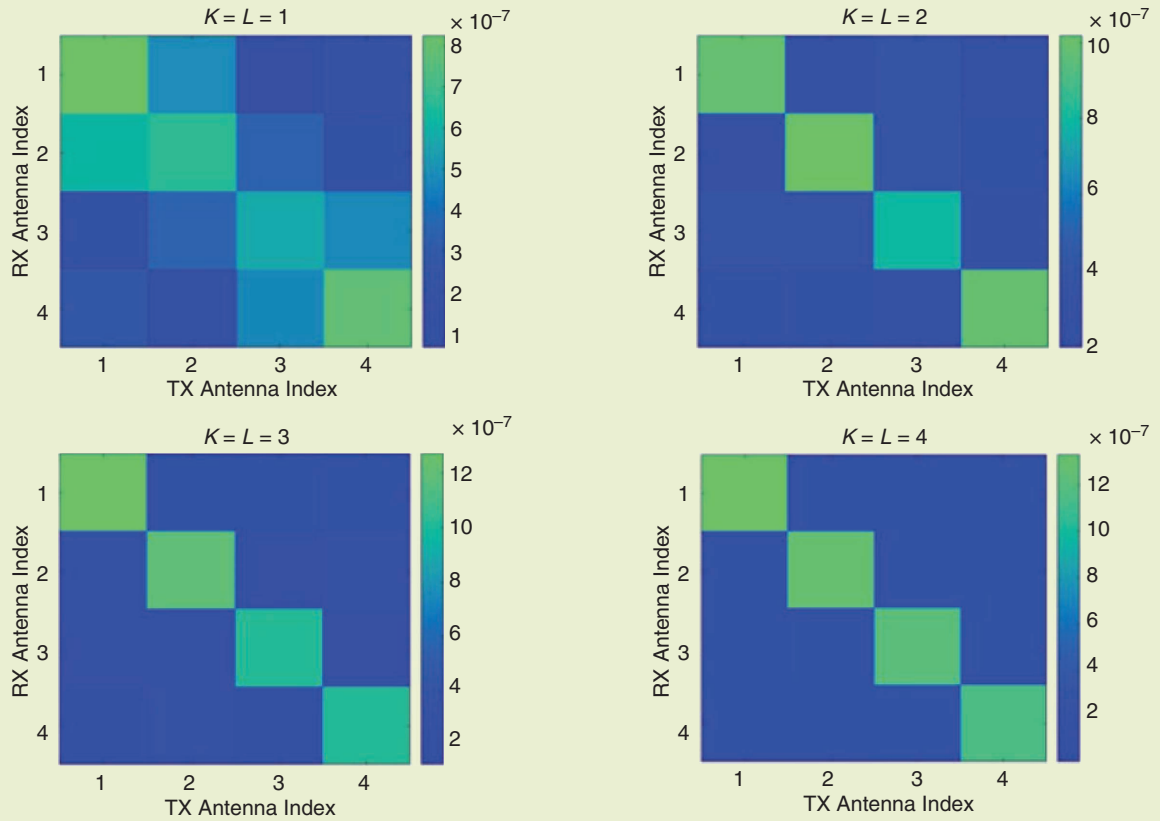 K = L = 1
× 10⁻⁷
RX Antenna Index
1
2
3
4
1 2 3 4
TX Antenna Index
8
7
6
5
4
3
2
1
K = L = 2
× 10⁻⁷
RX Antenna Index
1
2
3
4
1 2 3 4
TX Antenna Index
10
8
6
4
2
K = L = 3
× 10⁻⁷
RX Antenna Index
1
2
3
4
1 2 3 4
TX Antenna Index
12
10
8
6
4
2
K = L = 4
× 10⁻⁷
RX Antenna Index
1
2
3
4
1 2 3 4
TX Antenna Index
12
10
8
6
4
2